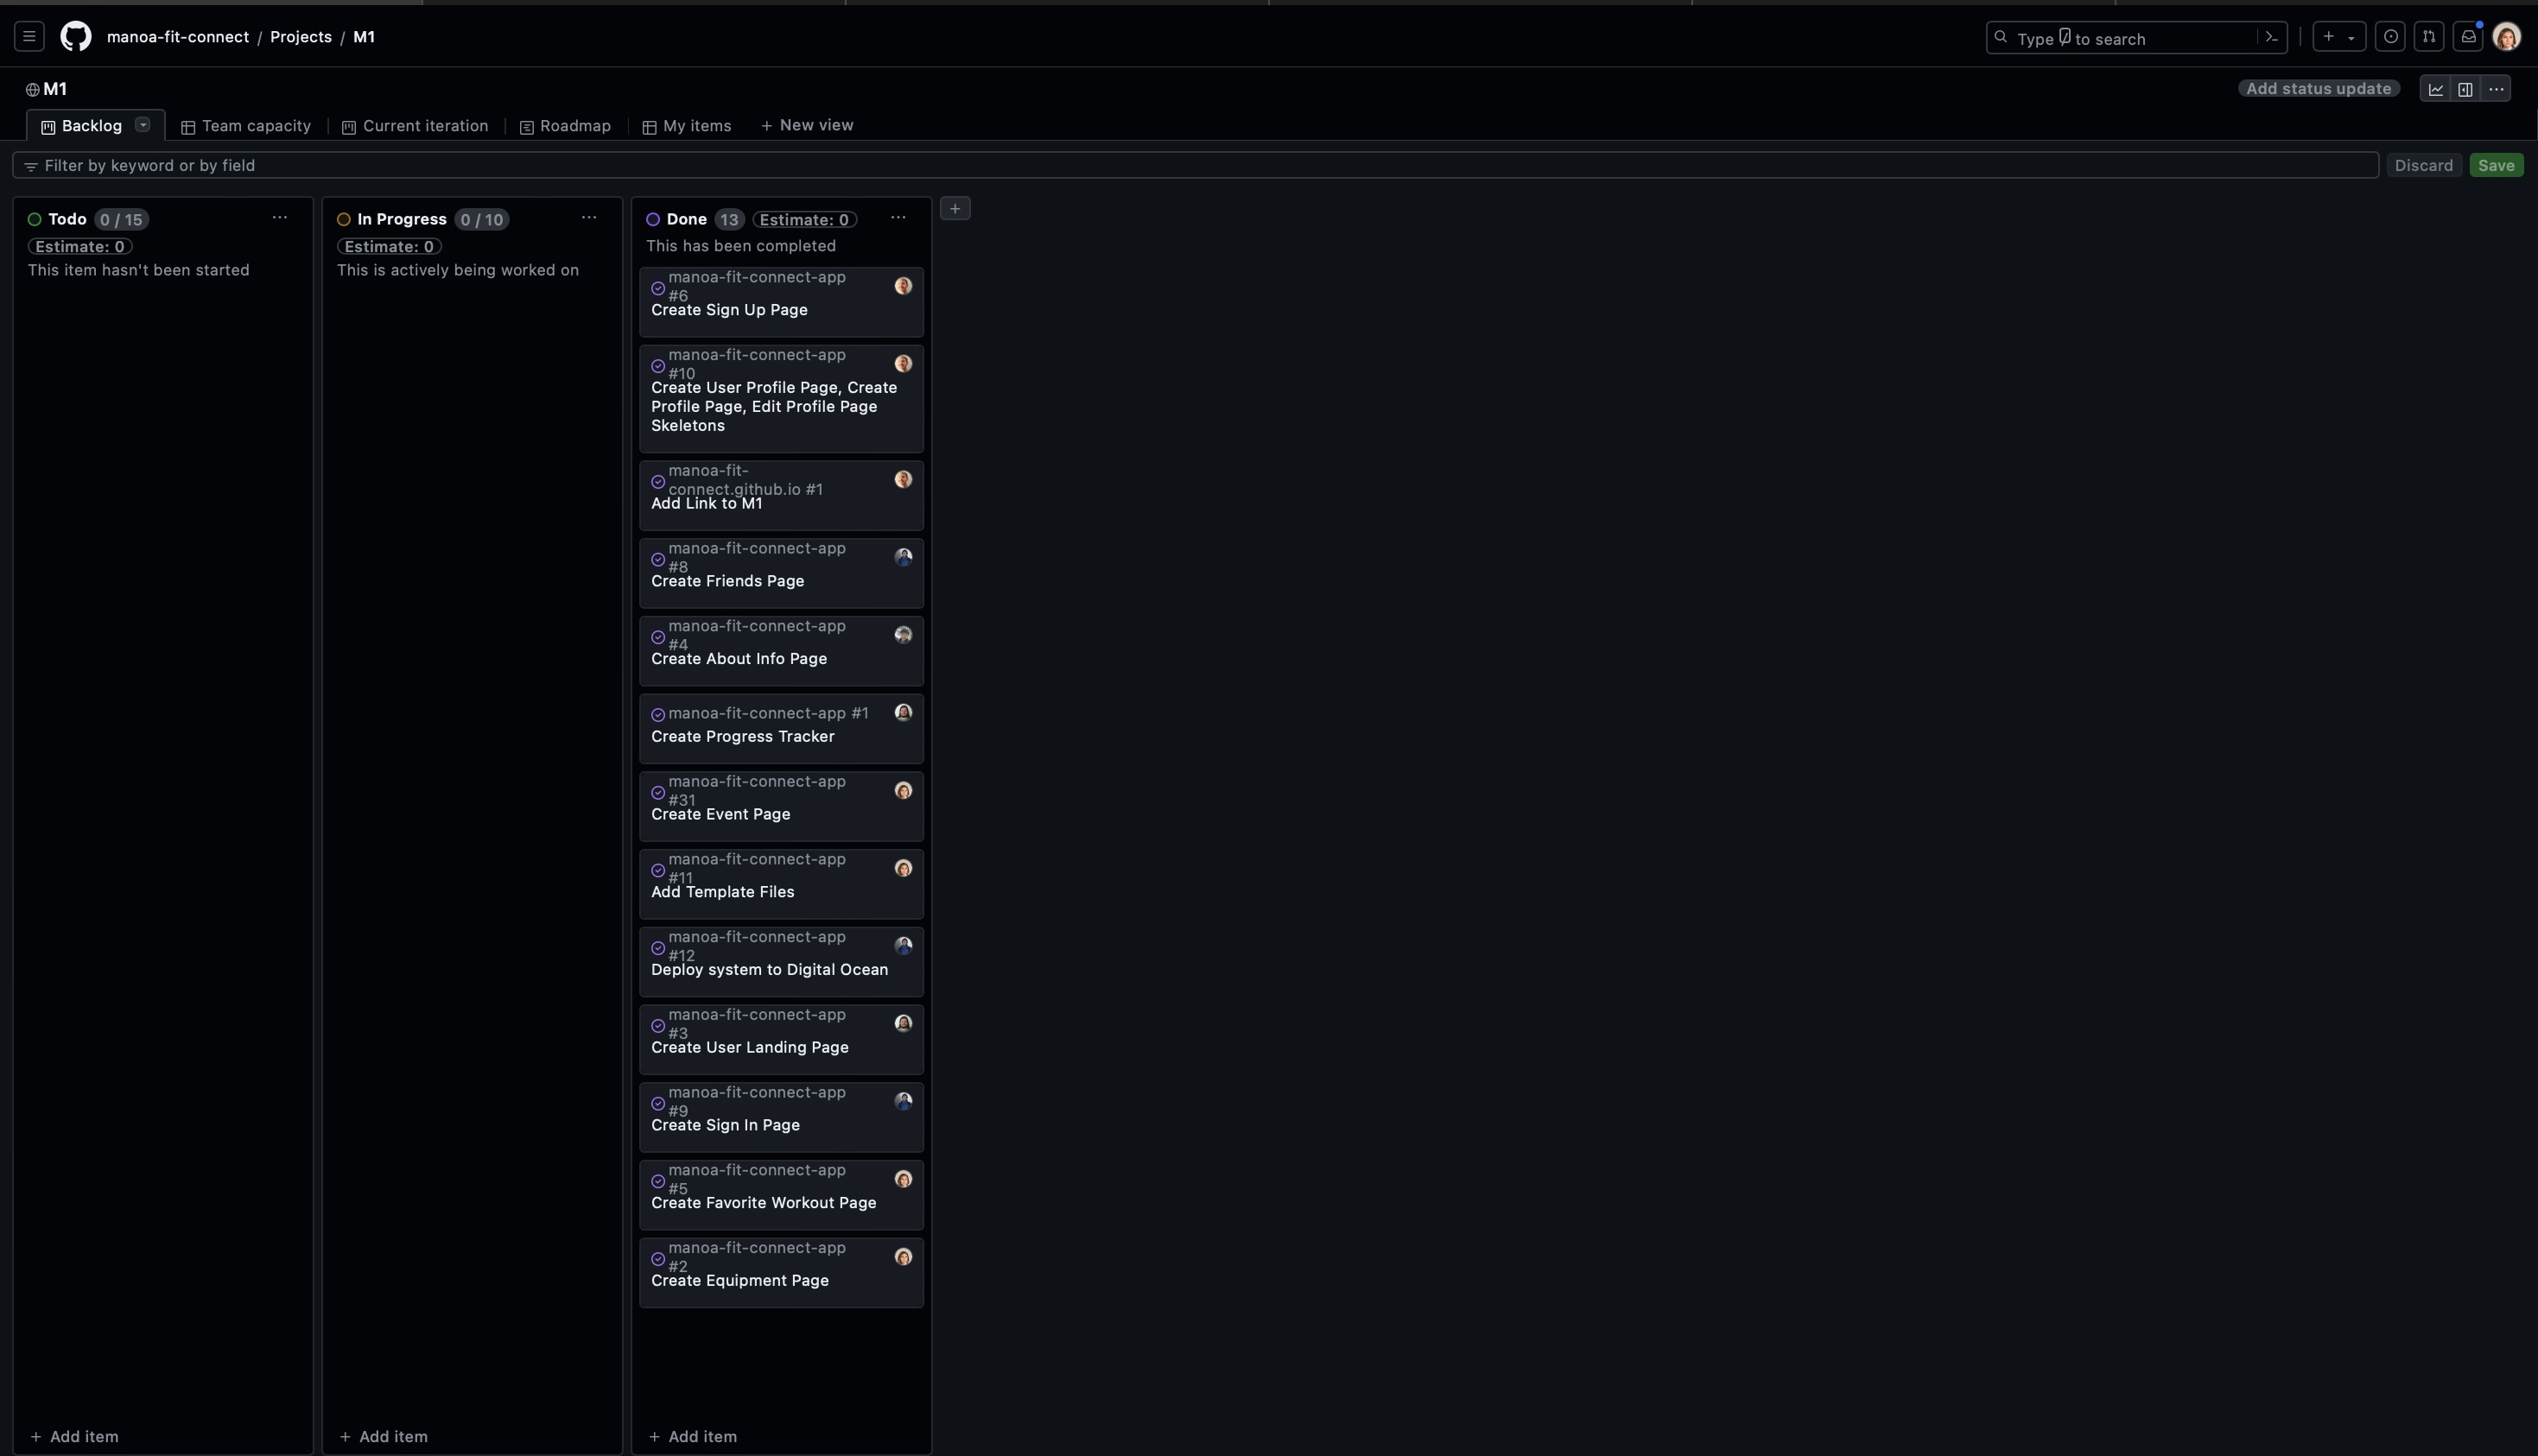 manoa-fit-connect / Projects / M1
Type / to search
M1
Add status update
Backlog
Team capacity
Current iteration
Roadmap
My items
+ New view
Filter by keyword or by field
Discard
Save
Todo 0 / 15
Estimate: 0
This item hasn't been started
In Progress 0 / 10
Estimate: 0
This is actively being worked on
Done 13 Estimate: 0
This has been completed
manoa-fit-connect-app
#6
Create Sign Up Page
manoa-fit-connect-app
#10
Create User Profile Page, Create
Profile Page, Edit Profile Page
Skeletons
manoa-fit-
connect.github.io #1
Add Link to M1
manoa-fit-connect-app
#8
Create Friends Page
manoa-fit-connect-app
#4
Create About Info Page
manoa-fit-connect-app #1
Create Progress Tracker
manoa-fit-connect-app
#31
Create Event Page
manoa-fit-connect-app
#11
Add Template Files
manoa-fit-connect-app
#12
Deploy system to Digital Ocean
manoa-fit-connect-app
#3
Create User Landing Page
manoa-fit-connect-app
#9
Create Sign In Page
manoa-fit-connect-app
#5
Create Favorite Workout Page
manoa-fit-connect-app
#2
Create Equipment Page
+ Add item
+ Add item
+ Add item